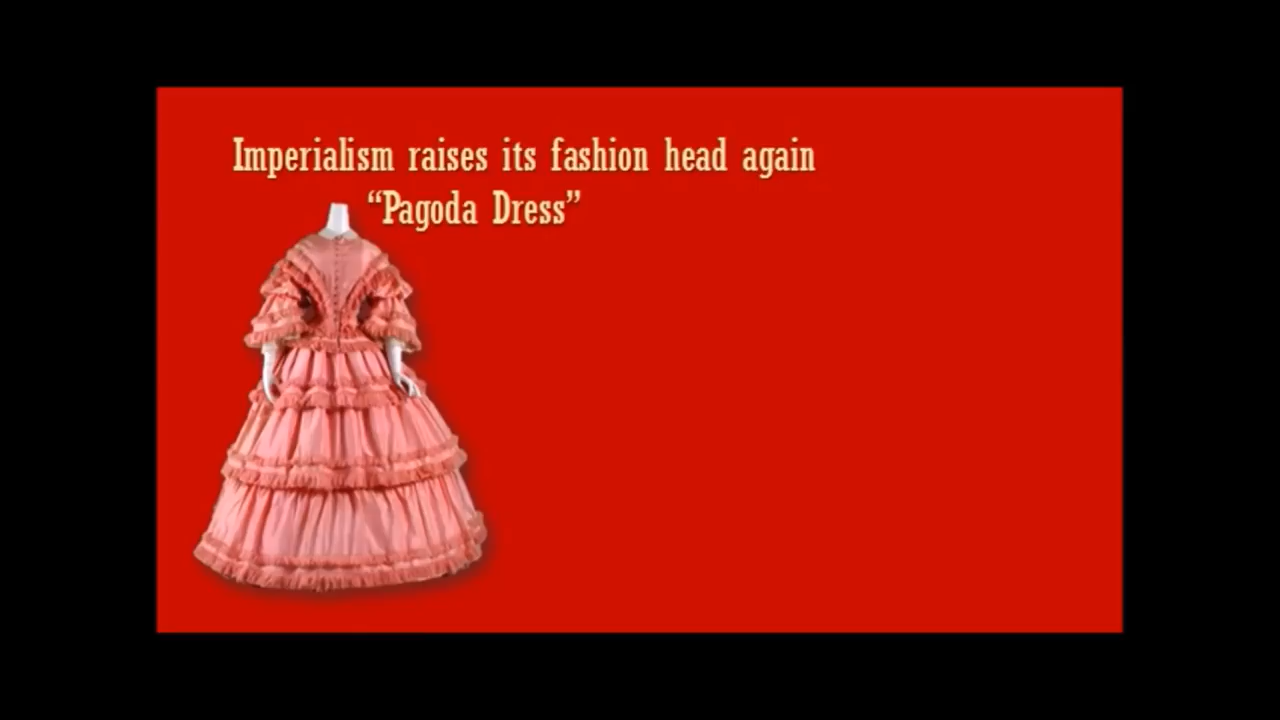 Imperialism raises its fashion head again
“Pagoda Dress”